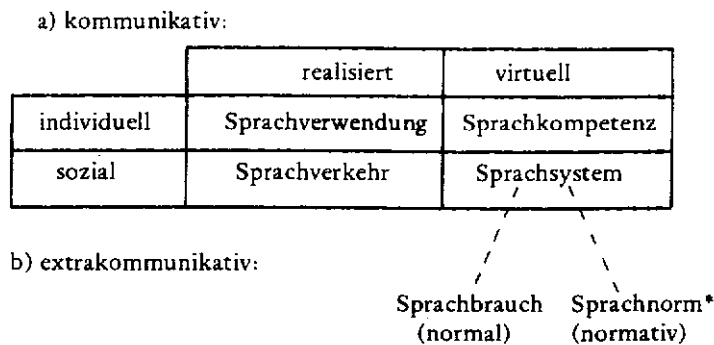 a) kommunikativ:
realisiert virtuell
individuell Sprachverwendung Sprachkompetenz
sozial Sprachverkehr Sprachsystem
b) extrakommunikativ:
Sprachbrauch Sprachnorm*
(normal) (normativ)